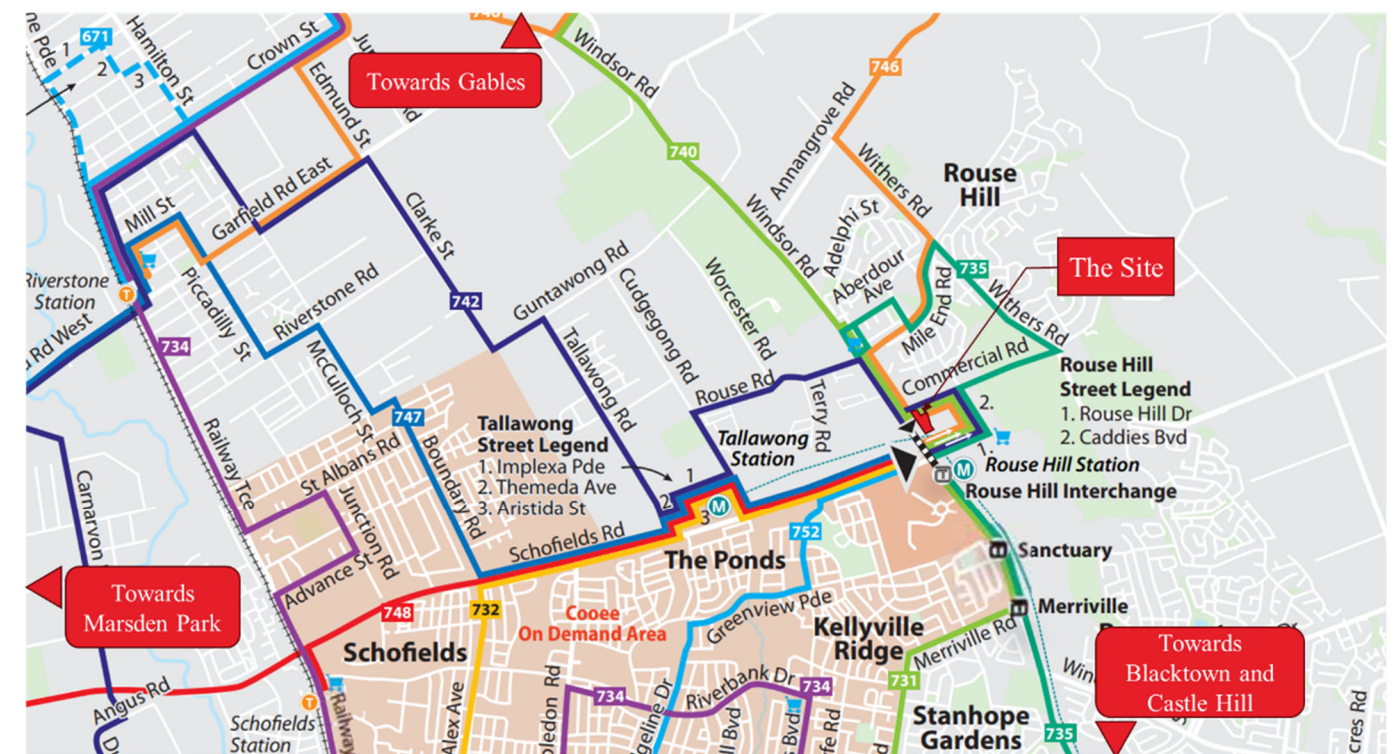 746
671
1
2
3
Hamilton St
Crown St
Edmund St
Towards Gables
Windsor Rd
746
740
Annangrove Rd
Withers Rd
Rouse
Hill
Mill St
Garfield Rd East
Clarke St
Windsor Rd
Adelphi St
Aberdour
Ave
735
The Site
Riverstone
Station
T
Piccadilly St
Riverstone Rd
742
Guntawong Rd
Cudgegong Rd
Worcester Rd
Mile End Rd
Withers Rd
Rd West
734
McCulloch St
Tallawong Rd
Rouse Rd
Terry Rd
Commercial Rd
Rouse Hill
Street Legend
1. Rouse Hill Dr
2. Caddies Bvd
2.
747
Tallawong
Street Legend
1. Implexa Pde
2. Themeda Ave
3. Aristida St
1
2
3
M
Tallawong
Station
Rouse Hill Station
M
Rouse Hill Interchange
Railway Tce
St Albans Rd
Boundary Rd
Junction Rd
Carnarvon
Schofields Rd
The Ponds
752
Sanctuary
Advance St
Towards
Marsden Park
748
732
Cooee
On Demand Area
Greenview Pde
Kellyville
Ridge
Merriville
Merriville Rd
Towards
Blacktown and
Castle Hill
Schofields
Angus Rd
734
Riverbank Dr
734
731
Schofields
Station
T
Railway
Alex Ave
Stanhope
Gardens
735